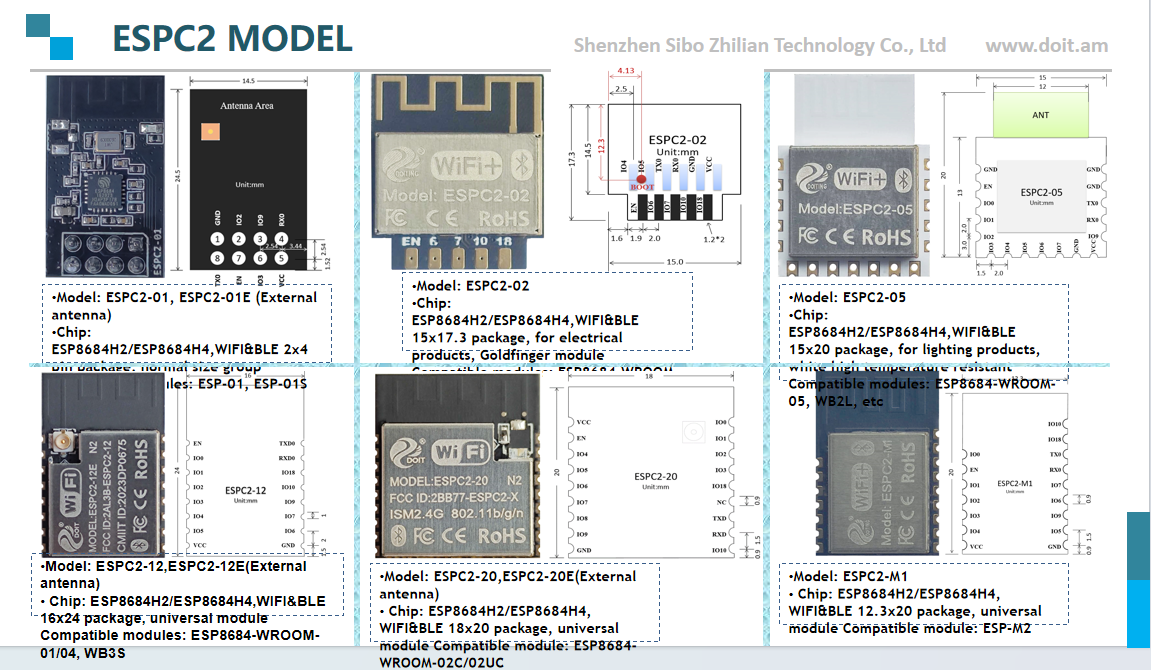 ESPC2 MODEL
Shenzhen Sibo Zhilian Technology Co., Ltd
www.doit.am
14.5
24.5
Antenna Area
Unit:mm
GND IO2 IO9 RX0
1 2 3 4
2.54 3.44 2.54
8 7 6 5
1.52
TX0 EN IO3 VCC
ESPC2-01
•Model: ESPC2-01, ESPC2-01E (External
antenna)
•Chip:
ESP8684H2/ESP8684H4,WIFI&BLE 2x4
pin package, normal size group
ules: ESP-01, ESP-01S
DOITING WiFi+
Model: ESPC2-02
FC CE RoHS
EN 6 7 10 18
4.13
2.5
17.3
14.5
12.3
ESPC2-02
Unit:mm
IO4 IO5 TX0 RX0 GND VCC
BOOT
EN IO6 IO7 IO10 IO18
1.6 1.9 2.0
1.2*2
15.0
•Model: ESPC2-02
•Chip:
ESP8684H2/ESP8684H4,WIFI&BLE
15x17.3 package, for electrical
products, Goldfinger module
Compatible modules: ESP8684-WROOM-
DOITING WiFi+
Model:ESPC2-05
FC CE RoHS
15
12
ANT
20
13
GND
EN
IO0
IO1
IO2
ESPC2-05
Unit:mm
GND
GND
TX0
RX0
IO9
2.0
3.0
IO3 IO4 IO5 IO6 IO7 GND VCC
1.5 2.0
•Model: ESPC2-05
•Chip:
ESP8684H2/ESP8684H4,WIFI&BLE
15x20 package, for lighting products,
white high temperature resistant
Compatible modules: ESP8684-WROOM-
05, WB2L, etc
DOIT WiFi
MODEL:ESPC2-12E N2
FCC ID:2AL3B-ESPC2-12
CMIIT ID:2023DP0675
FC CE RoHS
16
24
EN
IO0
IO1
IO2
IO3
IO4
IO5
VCC
ESPC2-12
Unit:mm
TXD0
RXD0
IO18
IO10
IO9
IO7
IO6
GND
1
2
•Model: ESPC2-12,ESPC2-12E(External
antenna)
• Chip: ESP8684H2/ESP8684H4,WIFI&BLE
16x24 package, universal module
Compatible modules: ESP8684-WROOM-
01/04, WB3S
DOIT WiFi
MODEL:ESPC2-20 N2
FCC ID:2BB77-ESPC2-X
ISM2.4G 802.11b/g/n
FC CE RoHS
18
20
VCC
EN
IO4
IO5
IO6
IO7
IO8
IO9
GND
ESPC2-20
Unit:mm
IO0
IO1
IO2
IO3
IO18
NC
TXD
RXD
IO10
0.9
1.5
0.9
•Model: ESPC2-20,ESPC2-20E(External
antenna)
• Chip: ESP8684H2/ESP8684H4,
WIFI&BLE 18x20 package, universal
module Compatible module: ESP8684-
WROOM-02C/02UC
WiFi+
Model: ESPC2-M1
FC CE RoHS
20
IO0
EN
IO1
IO2
IO3
IO4
VCC
ESPC2-M1
Unit:mm
IO10
IO18
RX0
TX0
IO6
IO9
IO5
GND
0.9
1.5
0.9
•Model: ESPC2-M1
• Chip: ESP8684H2/ESP8684H4,
WIFI&BLE 12.3x20 package, universal
module Compatible module: ESP-M2